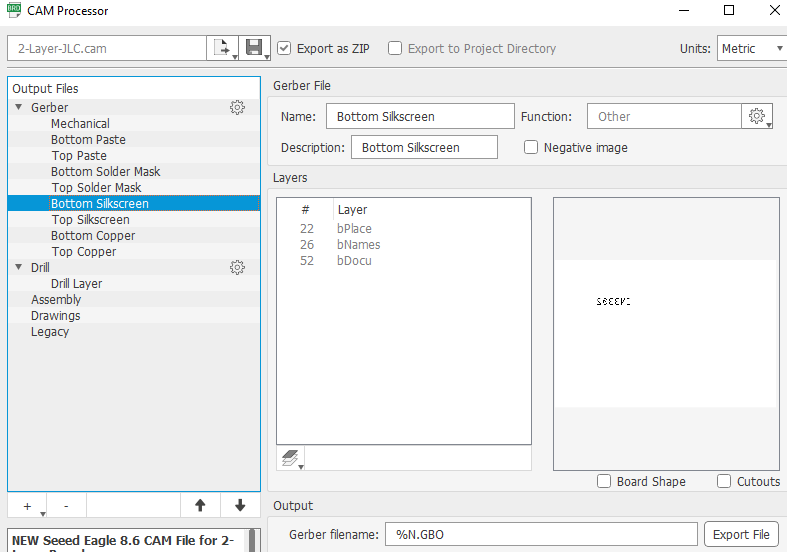 CAM Processor
2-Layer-JLC.cam
Export as ZIP
Export to Project Directory
Units: Metric
Output Files
Gerber
Mechanical
Bottom Paste
Top Paste
Bottom Solder Mask
Top Solder Mask
Bottom Silkscreen
Top Silkscreen
Bottom Copper
Top Copper
Drill
Drill Layer
Assembly
Drawings
Legacy
+ -
NEW Seeed Eagle 8.6 CAM File for 2-
Gerber File
Name: Bottom Silkscreen Function: Other
Description: Bottom Silkscreen Negative image
Layers
# Layer
22 bPlace
26 bNames
52 bDocu
Board Shape Cutouts
Output
Gerber filename: %N.GBO Export File